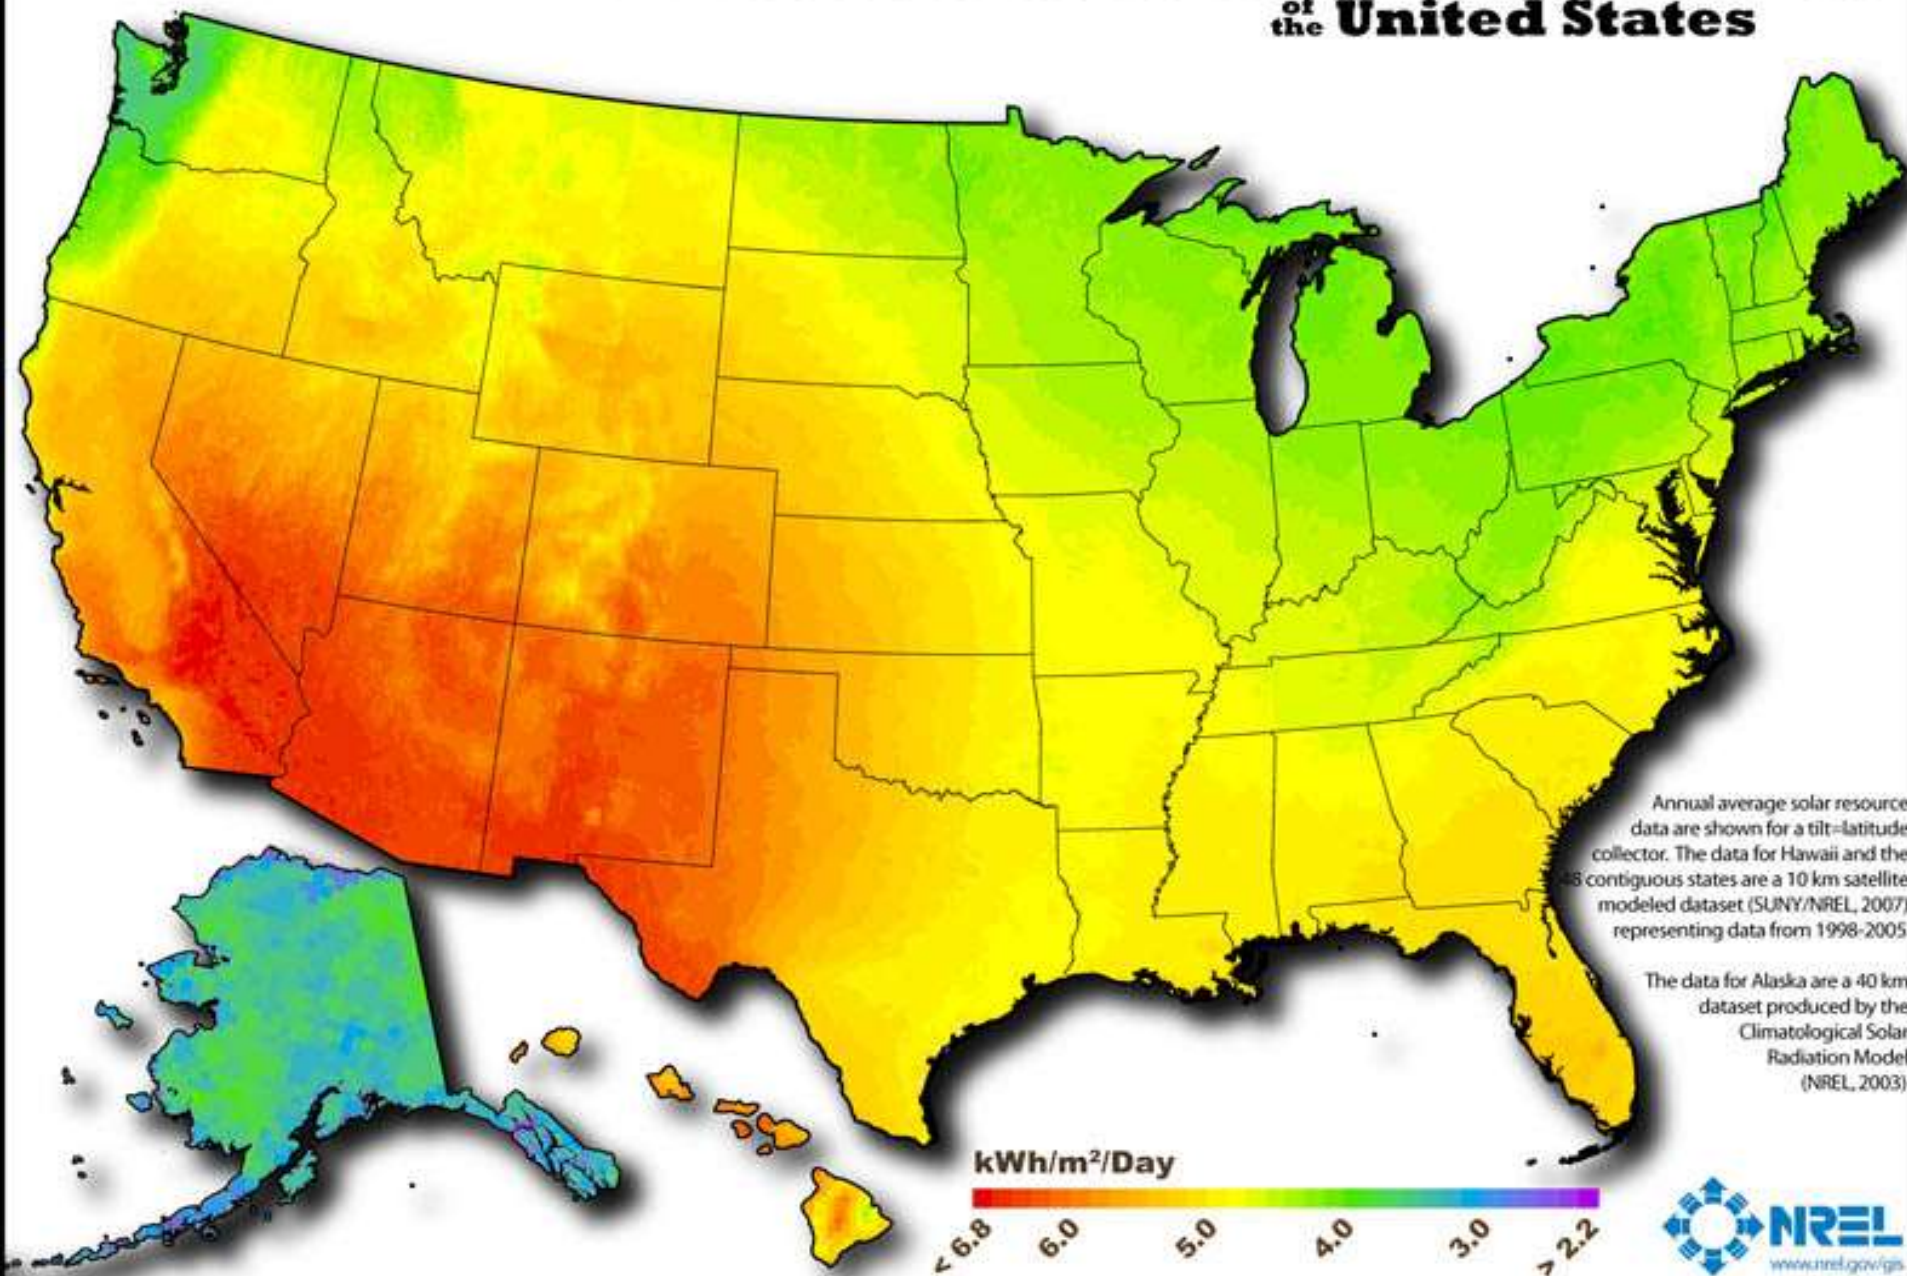 of
the United States
Annual average solar resource
data are shown for a tilt=latitude
collector. The data for Hawaii and the
48 contiguous states are a 10 km satellite
modeled dataset (SUNY/NREL, 2007)
representing data from 1998-2005
The data for Alaska are a 40 km
dataset produced by the
Climatological Solar
Radiation Model
(NREL, 2003)
kWh/m²/Day
< 6.8
6.0
5.0
4.0
3.0
> 2.2
NREL
www.nrel.gov/gis